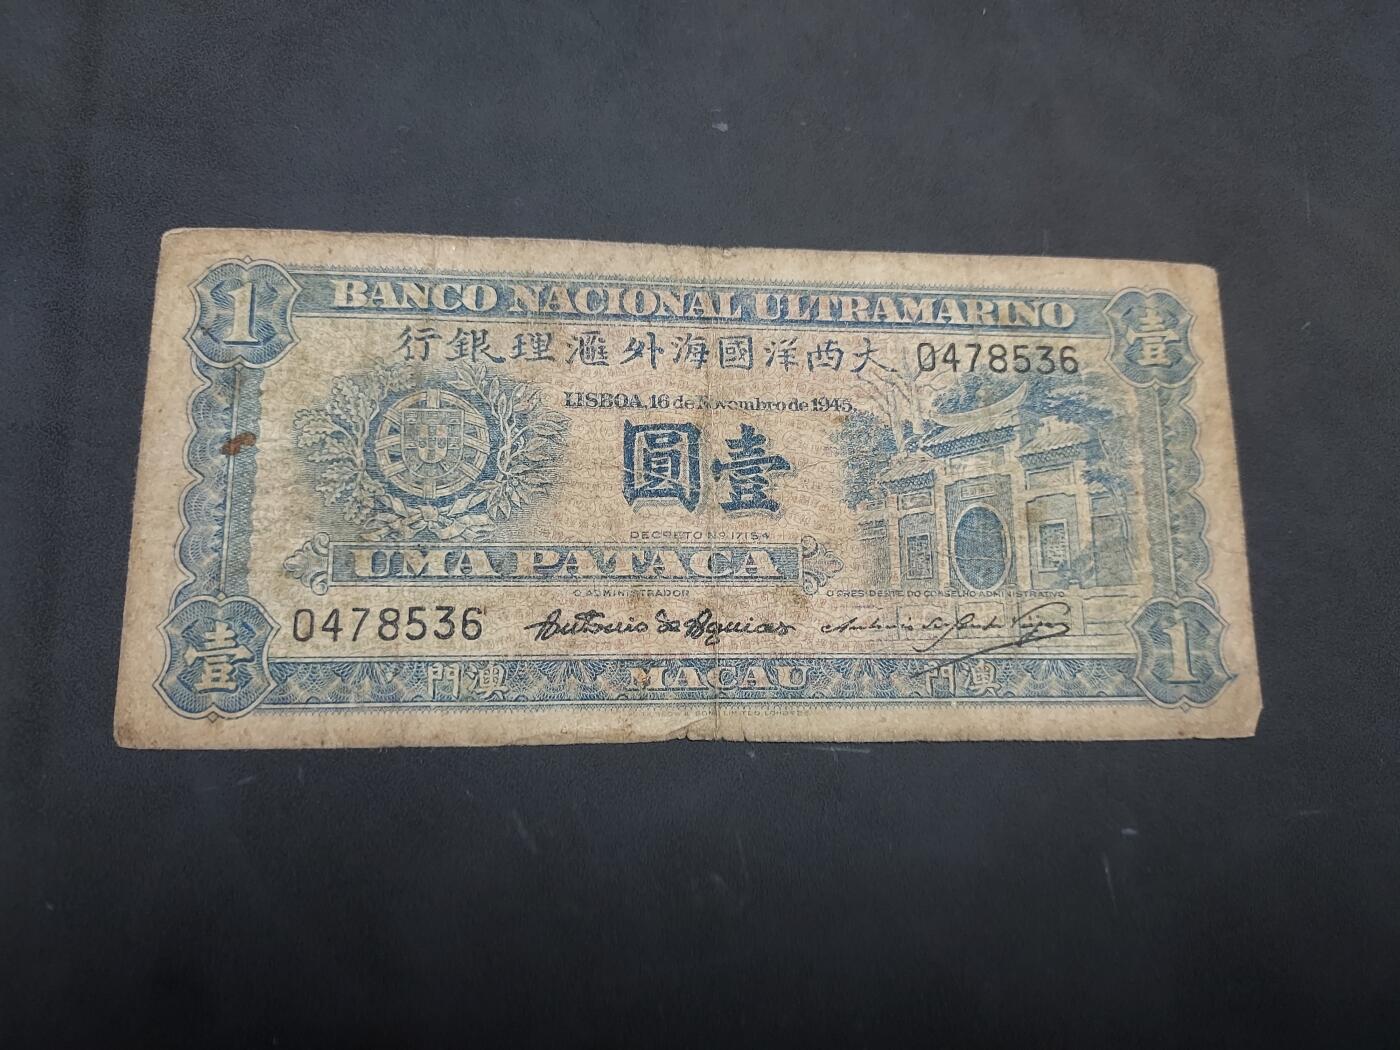 1 BANCO NACIONAL ULTRAMARINO 壹
行銀理滙外海國洋西大 0478536
LISBOA, 16 de Novembro de 1945.
圓壹
DECRETO Nº 17154
UMA PATACA
O ADMINISTRADOR O PRESIDENTE DO CONSELHO ADMINISTRATIVO
0478536
壹 門澳 MACAU 門澳 1
LIMITED, LONDRES